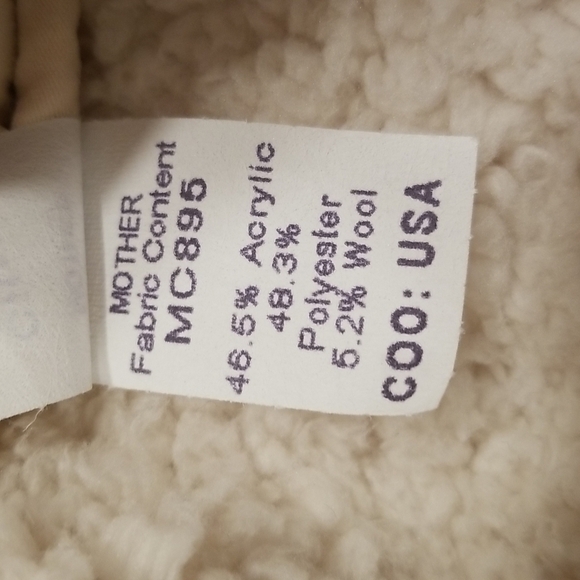 MOTHER
Fabric Content
MC895
46.5% Acrylic
48.3%
Polyester
5.2% Wool
COO: USA